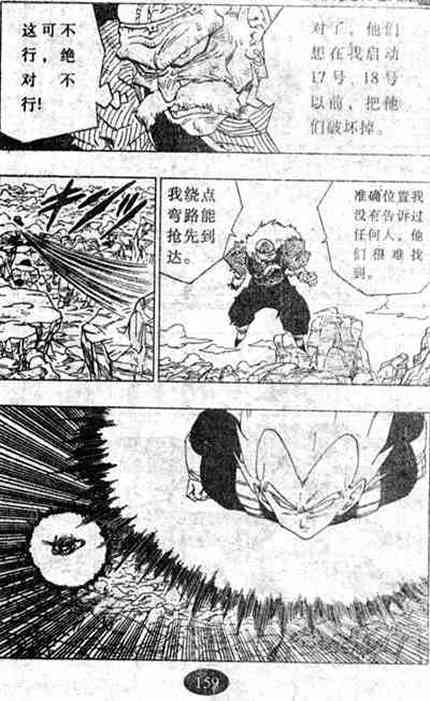 对了，他们
想在我启动
17号、18号
以前，把他
们破坏掉。
这可不
行，绝
对不
行!
准确位置我
没有告诉过
任何人，他
们很难找
到。
我绕点
弯路能
抢先到
达。
159